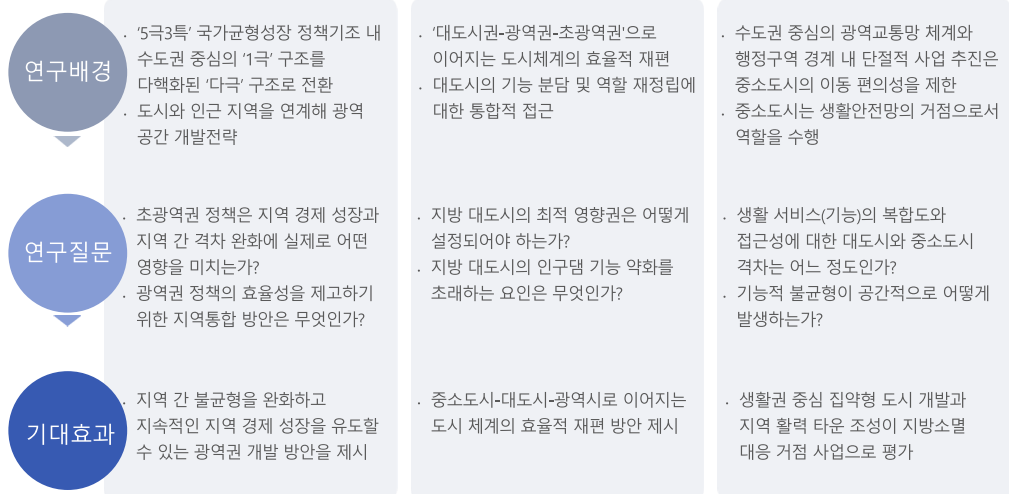 연구배경
· '5극3특' 국가균형성장 정책기조 내
수도권 중심의 '1극' 구조를
다핵화된 '다극' 구조로 전환
· 도시와 인근 지역을 연계해 광역
공간 개발전략
· '대도시권-광역권-초광역권'으로
이어지는 도시체계의 효율적 재편
· 대도시의 기능 분담 및 역할 재정립에
대한 통합적 접근
· 수도권 중심의 광역교통망 체계와
행정구역 경계 내 단절적 사업 추진은
중소도시의 이동 편의성을 제한
· 중소도시는 생활안전망의 거점으로서
역할을 수행
연구질문
· 초광역권 정책은 지역 경제 성장과
지역 간 격차 완화에 실제로 어떤
영향을 미치는가?
· 광역권 정책의 효율성을 제고하기
위한 지역통합 방안은 무엇인가?
· 지방 대도시의 최적 영향권은 어떻게
설정되어야 하는가?
· 지방 대도시의 인구댐 기능 약화를
초래하는 요인은 무엇인가?
· 생활 서비스(기능)의 복합도와
접근성에 대한 대도시와 중소도시
격차는 어느 정도인가?
· 기능적 불균형이 공간적으로 어떻게
발생하는가?
기대효과
· 지역 간 불균형을 완화하고
지속적인 지역 경제 성장을 유도할
수 있는 광역권 개발 방안을 제시
· 중소도시-대도시-광역시로 이어지는
도시 체계의 효율적 재편 방안 제시
· 생활권 중심 집약형 도시 개발과
지역 활력 타운 조성이 지방소멸
대응 거점 사업으로 평가